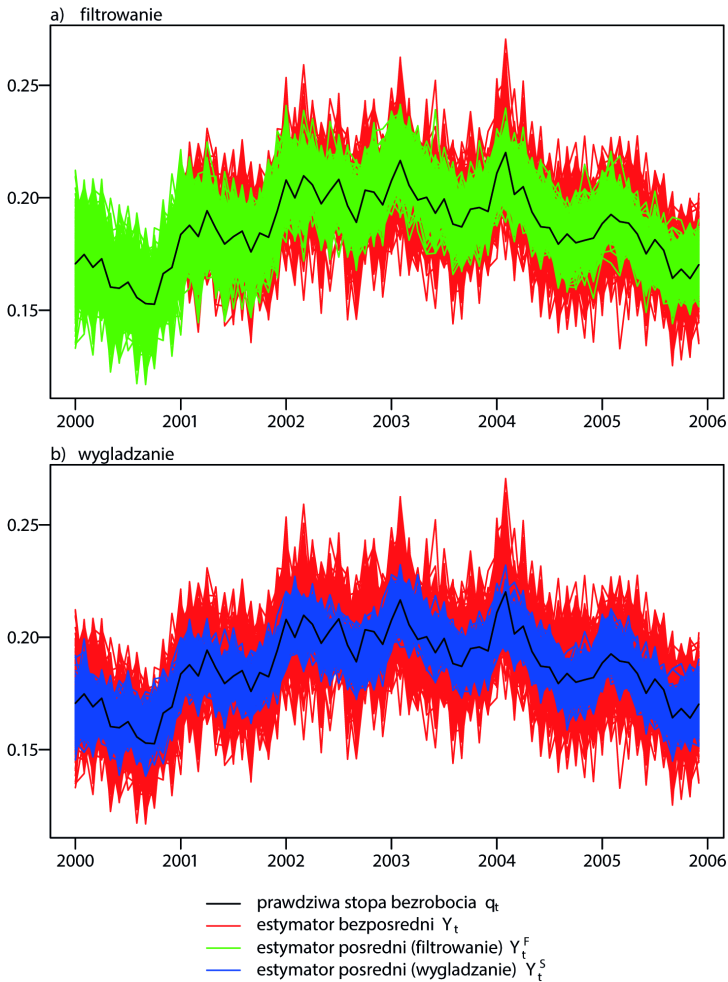 a) filtrowanie
0.25
0.20
0.15
2000 2001 2002 2003 2004 2005 2006
b) wygladzanie
0.25
0.20
0.15
2000 2001 2002 2003 2004 2005 2006
prawdziwa stopa bezrobocia qt
estymator bezposredni Yt
estymator posredni (filtrowanie) YtF
estymator posredni (wygladzanie) YtS